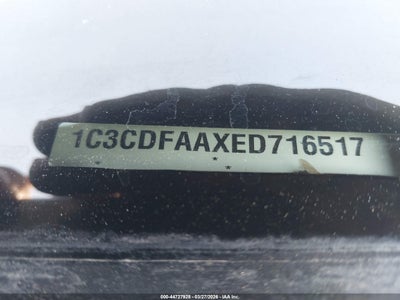 1C3CDFAAXED716517
000-44727928 - 03/27/2026 - IAA Inc.